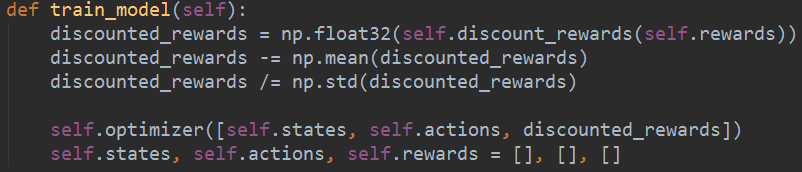 def train_model(self):
    discounted_rewards = np.float32(self.discount_rewards(self.rewards))
    discounted_rewards -= np.mean(discounted_rewards)
    discounted_rewards /= np.std(discounted_rewards)

    self.optimizer([self.states, self.actions, discounted_rewards])
    self.states, self.actions, self.rewards = [], [], []